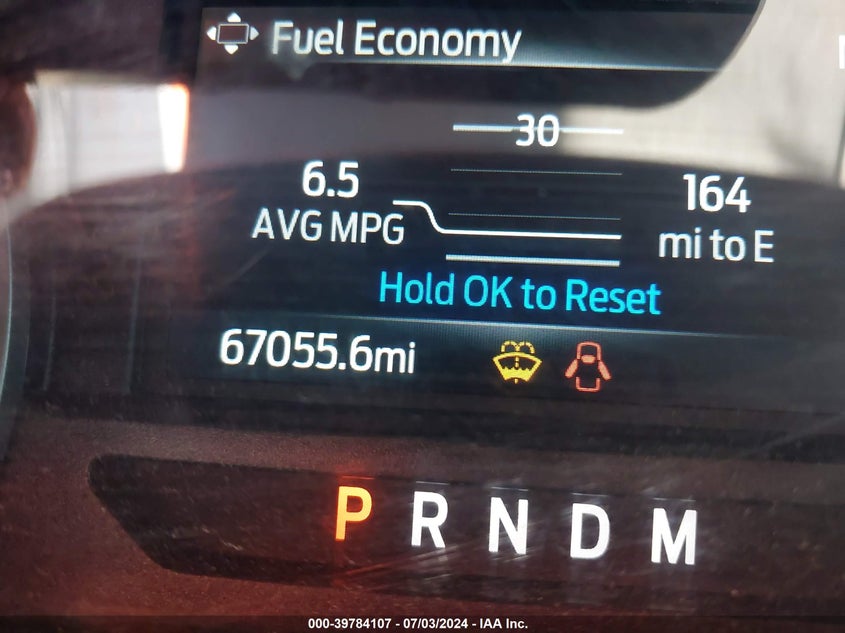 Fuel Economy
30
6.5
AVG MPG
164
mi to E
Hold OK to Reset
67055.6mi
P R N D M
000-39784107 - 07/03/2024 - IAA Inc.